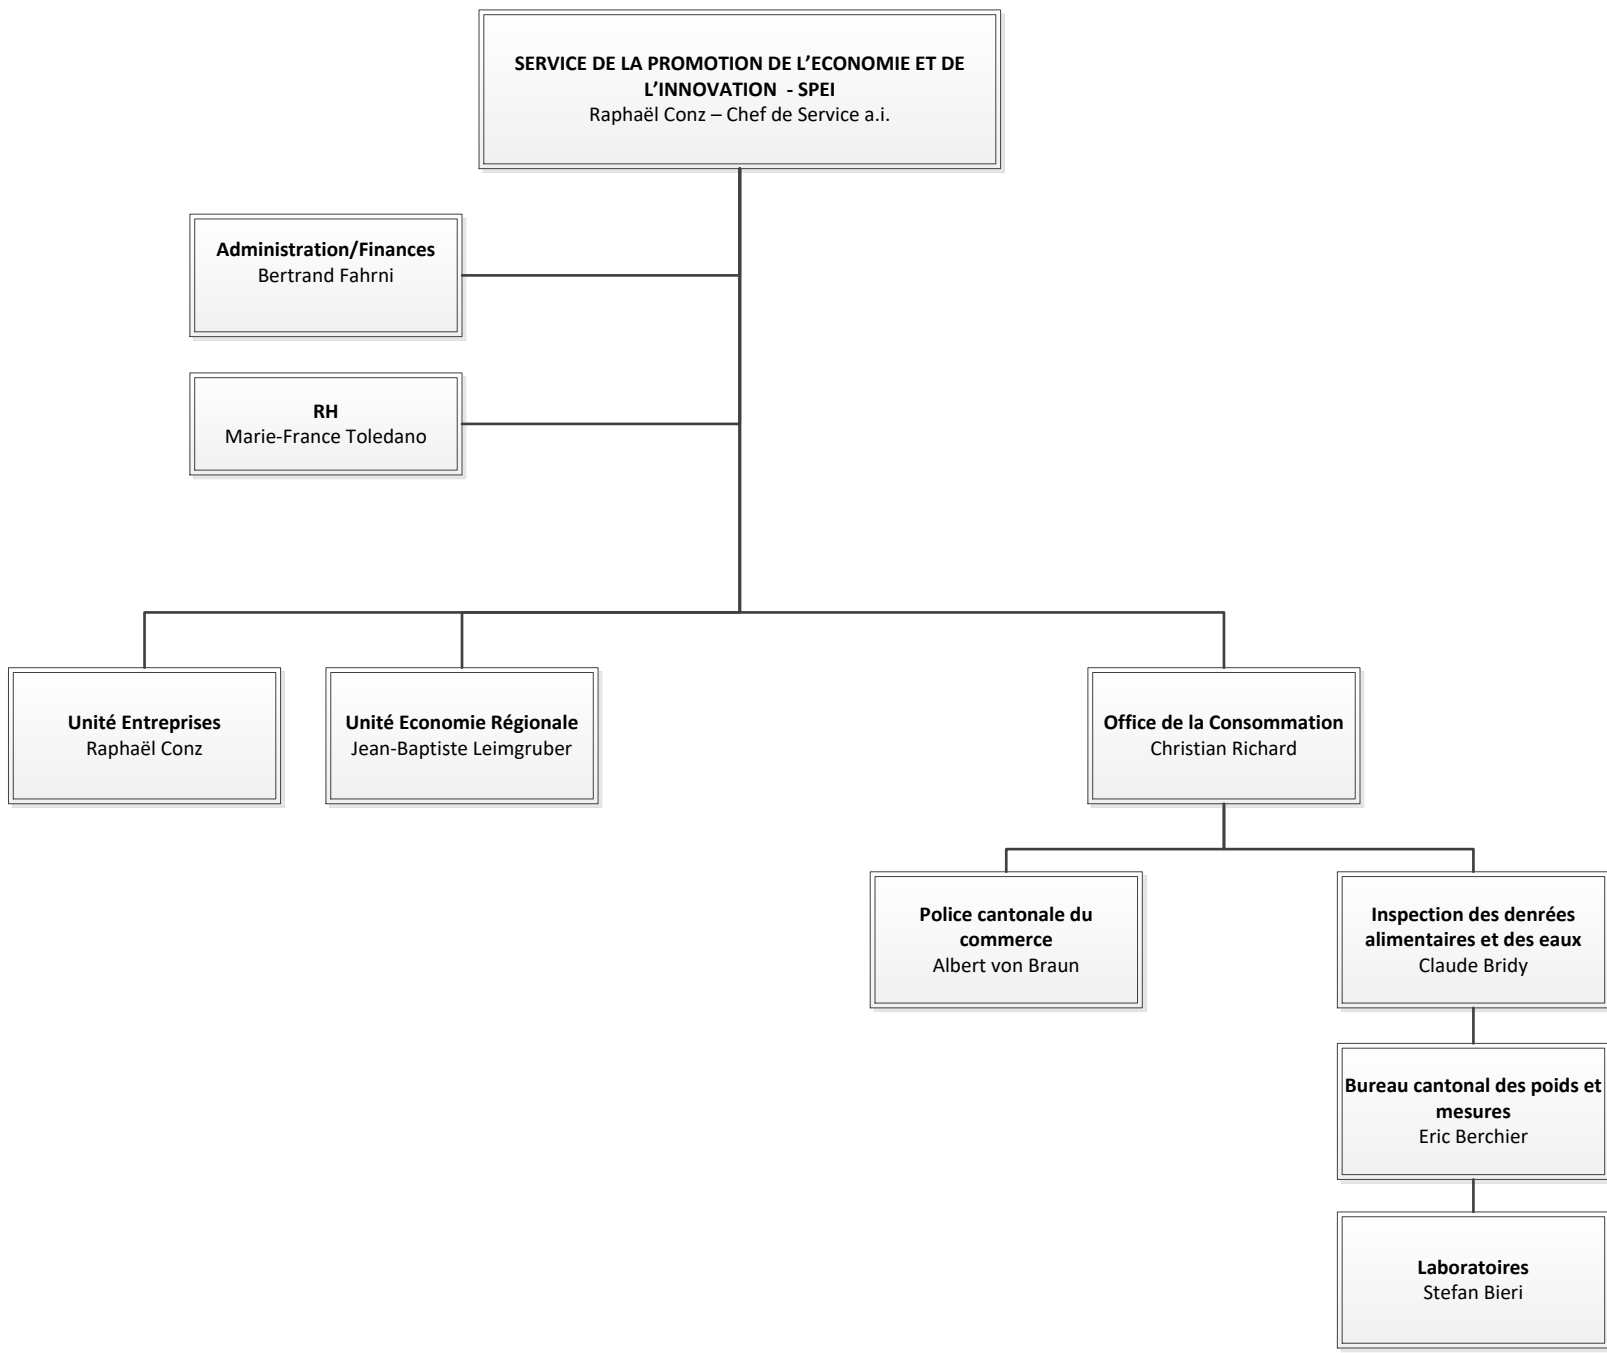 SERVICE DE LA PROMOTION DE L’ECONOMIE ET DE
L’INNOVATION - SPEI
Raphaël Conz – Chef de Service a.i.
Administration/Finances
Bertrand Fahrni
RH
Marie-France Toledano
Unité Entreprises
Raphaël Conz
Unité Economie Régionale
Jean-Baptiste Leimgruber
Office de la Consommation
Christian Richard
Police cantonale du
commerce
Albert von Braun
Inspection des denrées
alimentaires et des eaux
Claude Bridy
Bureau cantonal des poids et
mesures
Eric Berchier
Laboratoires
Stefan Bieri